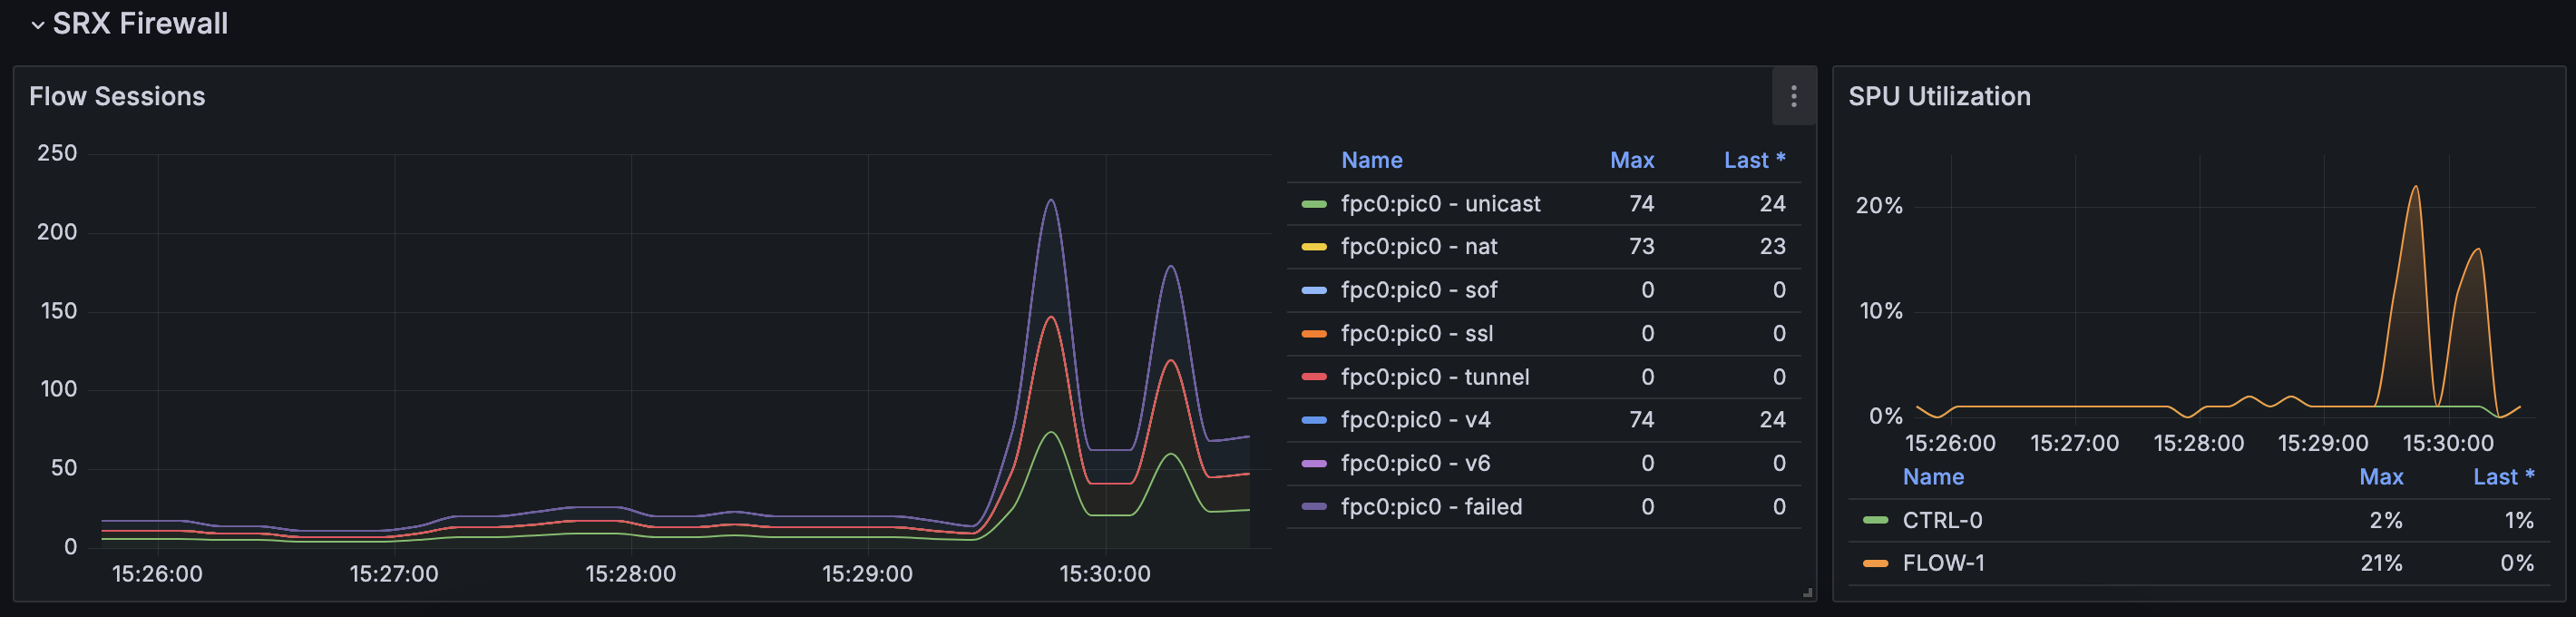 SRX Firewall
Flow Sessions
250
200
150
100
50
0
15:26:00 15:27:00 15:28:00 15:29:00 15:30:00
Name Max Last *
fpc0:pic0 - unicast 74 24
fpc0:pic0 - nat 73 23
fpc0:pic0 - sof 0 0
fpc0:pic0 - ssl 0 0
fpc0:pic0 - tunnel 0 0
fpc0:pic0 - v4 74 24
fpc0:pic0 - v6 0 0
fpc0:pic0 - failed 0 0
SPU Utilization
20%
10%
0%
15:26:00 15:27:00 15:28:00 15:29:00 15:30:00
Name Max Last *
CTRL-0 2% 1%
FLOW-1 21% 0%